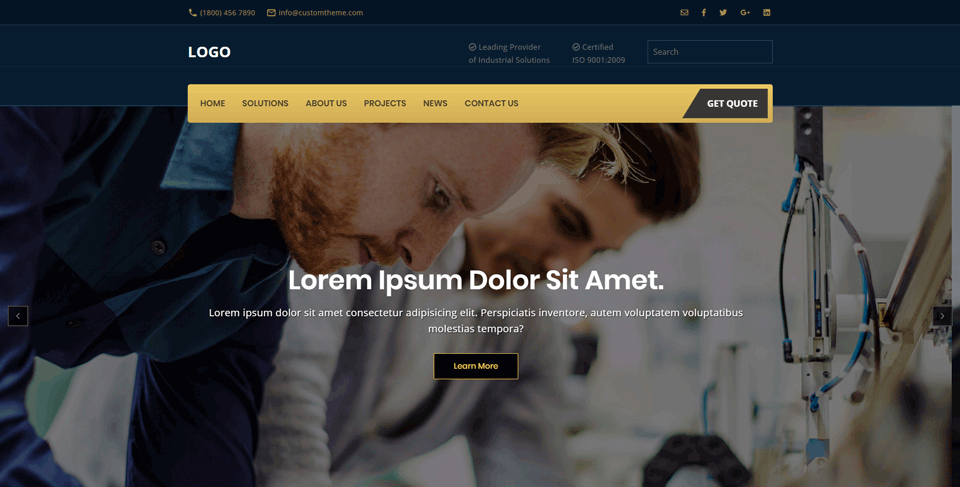 (1800) 456 7890 info@customtheme.com
LOGO
Leading Provider
of Industrial Solutions
Certified
ISO 9001:2009
Search
HOME SOLUTIONS ABOUT US PROJECTS NEWS CONTACT US GET QUOTE
Lorem Ipsum Dolor Sit Amet.
Lorem ipsum dolor sit amet consectetur adipisicing elit. Perspiciatis inventore, autem voluptatem voluptatibus
molestias tempora?
Learn More